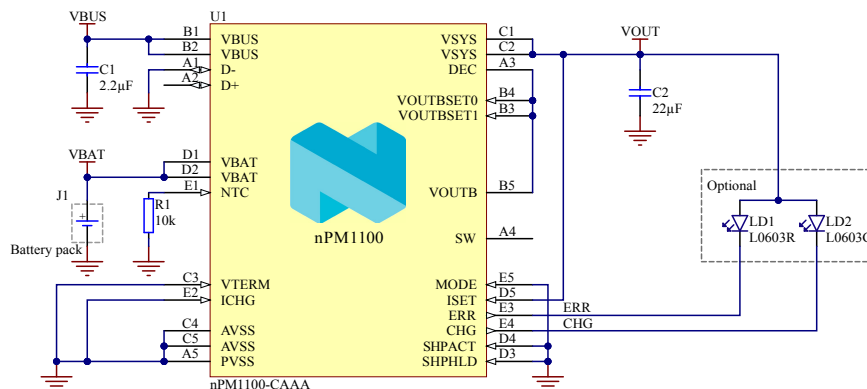 U1
VBUS
B1 VBUS
B2 VBUS
A1 D-
A2 D+
C1
2.2µF
VBAT
D1 VBAT
D2 VBAT
E1 NTC
J1
+
Battery pack
R1
10k
C3 VTERM
E2 ICHG
C4 AVSS
C5 AVSS
A5 PVSS
nPM1100
VSYS C1
VSYS C2
DEC A3
VOUTBSET0 B4
VOUTBSET1 B3
VOUTB B5
SW A4
MODE E5
ISET D5
ERR E3 ERR
CHG E4 CHG
SHPACT D4
SHPHLD D3
VOUT
C2
22µF
Optional
LD1
L0603R
LD2
L0603G
nPM1100-CAAA